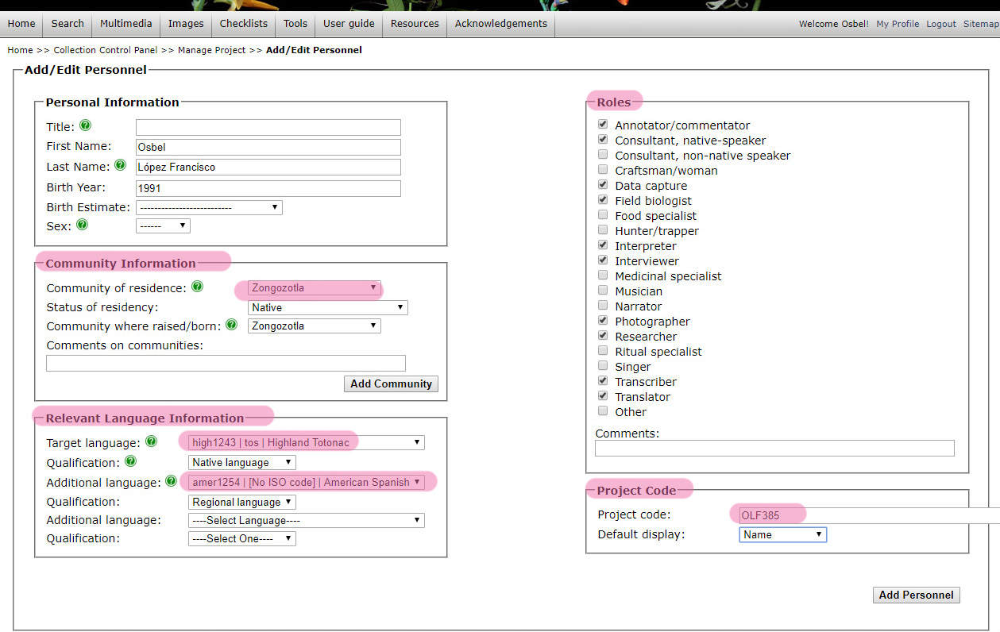 Home Search Multimedia Images Checklists Tools User guide Resources Acknowledgements Welcome Osbel! My Profile Logout Sitemap
Home >> Collection Control Panel >> Manage Project >> Add/Edit Personnel
Add/Edit Personnel
Personal Information
Title:
First Name: Osbel
Last Name: López Francisco
Birth Year: 1991
Birth Estimate: --------------------------
Sex: ------
Community Information
Community of residence: Zongozotla
Status of residency: Native
Community where raised/born: Zongozotla
Comments on communities:
Add Community
Relevant Language Information
Target language: high1243 | tos | Highland Totonac
Qualification: Native language
Additional language: amer1254 | [No ISO code] | American Spanish
Qualification: Regional language
Additional language: ----Select Language----
Qualification: ----Select One----
Roles
Annotator/commentator
Consultant, native-speaker
Consultant, non-native speaker
Craftsman/woman
Data capture
Field biologist
Food specialist
Hunter/trapper
Interpreter
Interviewer
Medicinal specialist
Musician
Narrator
Photographer
Researcher
Ritual specialist
Singer
Transcriber
Translator
Other
Comments:
Project Code
Project code: OLF385
Default display: Name
Add Personnel